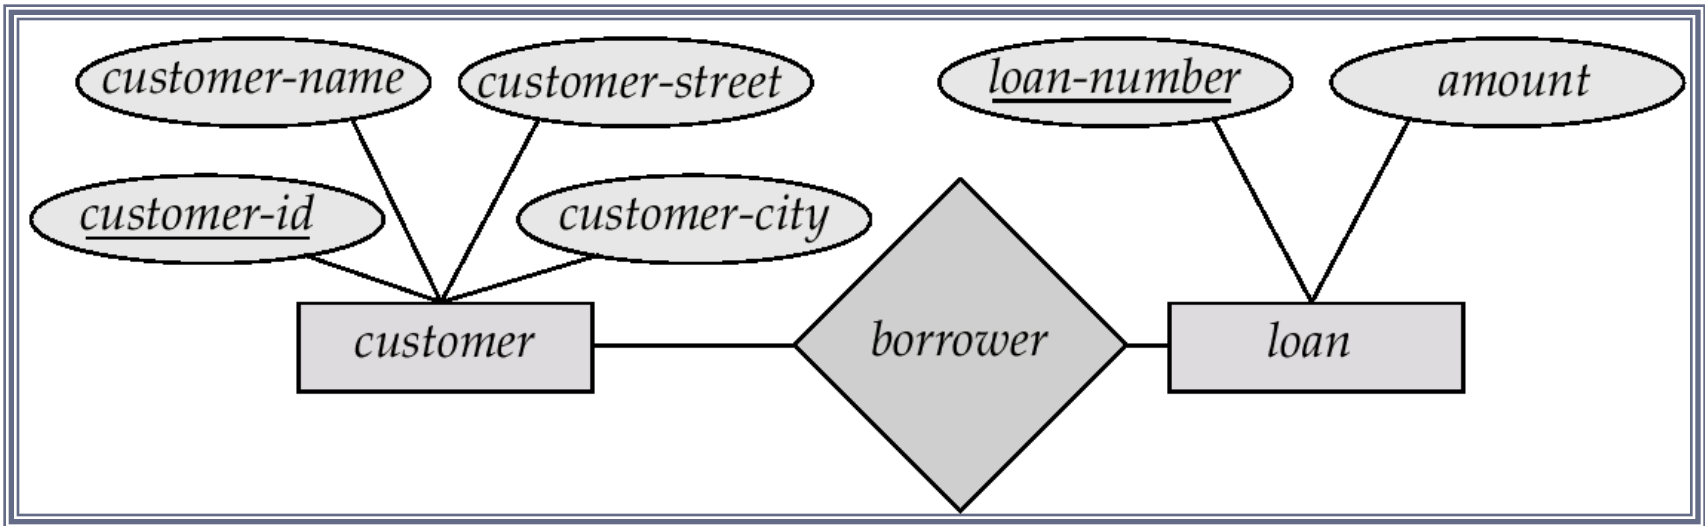 customer-name customer-street loan-number amount
customer-id customer-city
customer borrower loan